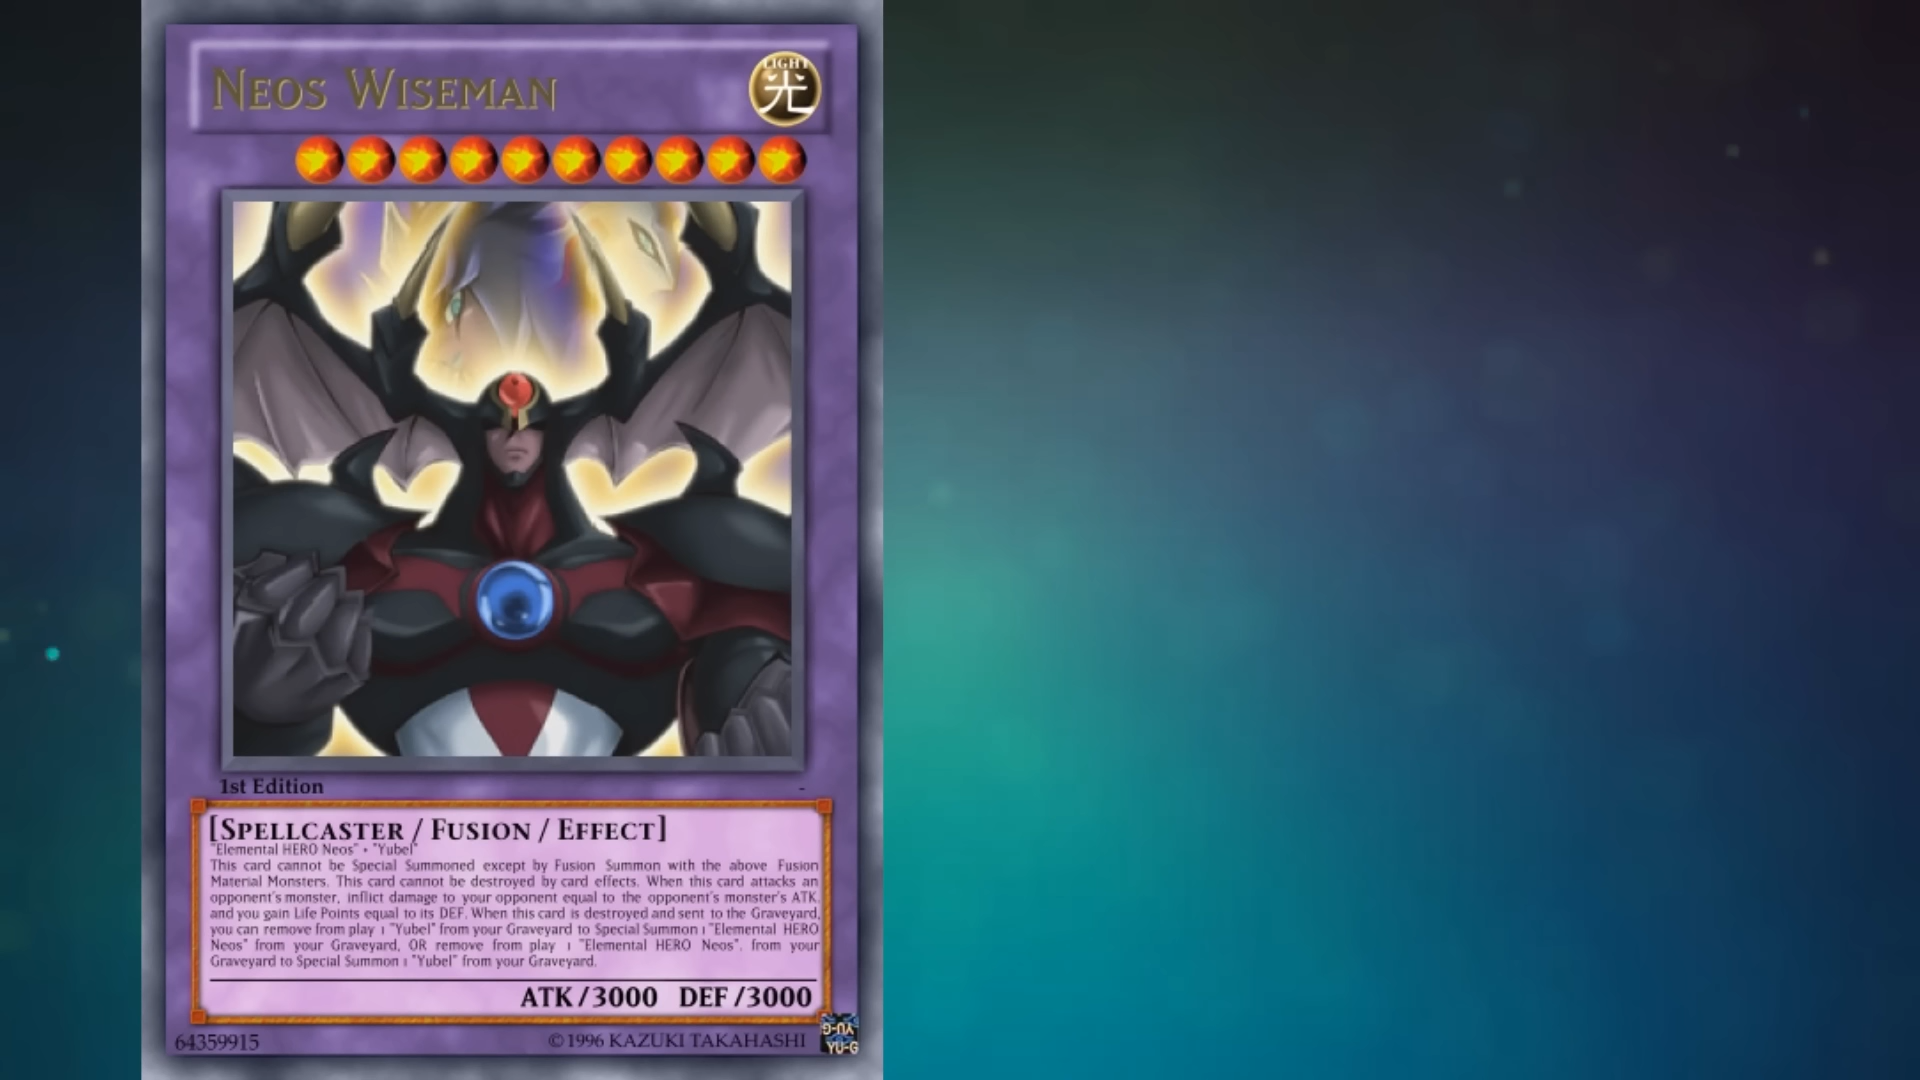 NEOS WISEMAN
LIGHT
光
1st Edition
-
[SPELLCASTER / FUSION / EFFECT]
"Elemental HERO Neos" • "Yubel"
This card cannot be Special Summoned except by Fusion Summon with the above Fusion
Material Monsters. This card cannot be destroyed by card effects. When this card attacks an
opponent's monster, inflict damage to your opponent equal to the opponent's monster's ATK,
and you gain Life Points equal to its DEF. When this card is destroyed and sent to the Graveyard,
you can remove from play 1 "Yubel" from your Graveyard to Special Summon 1 "Elemental HERO
Neos" from your Graveyard, OR remove from play 1 "Elemental HERO Neos", from your
Graveyard to Special Summon 1 "Yubel" from your Graveyard.
ATK/3000 DEF/3000
64359915
©1996 KAZUKI TAKAHASHI
YU-G
YU-G